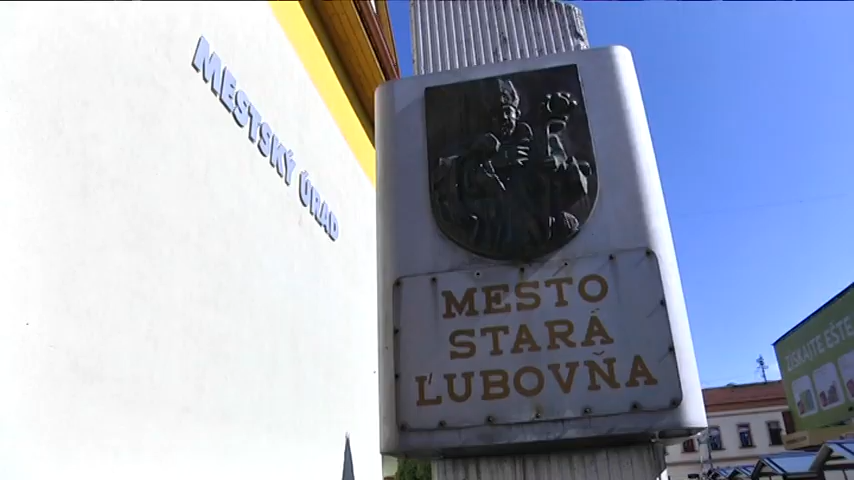 MESTSKÝ ÚRAD
MESTO
STARÁ
ĽUBOVŇA
ZÍSKAJTE EŠTE